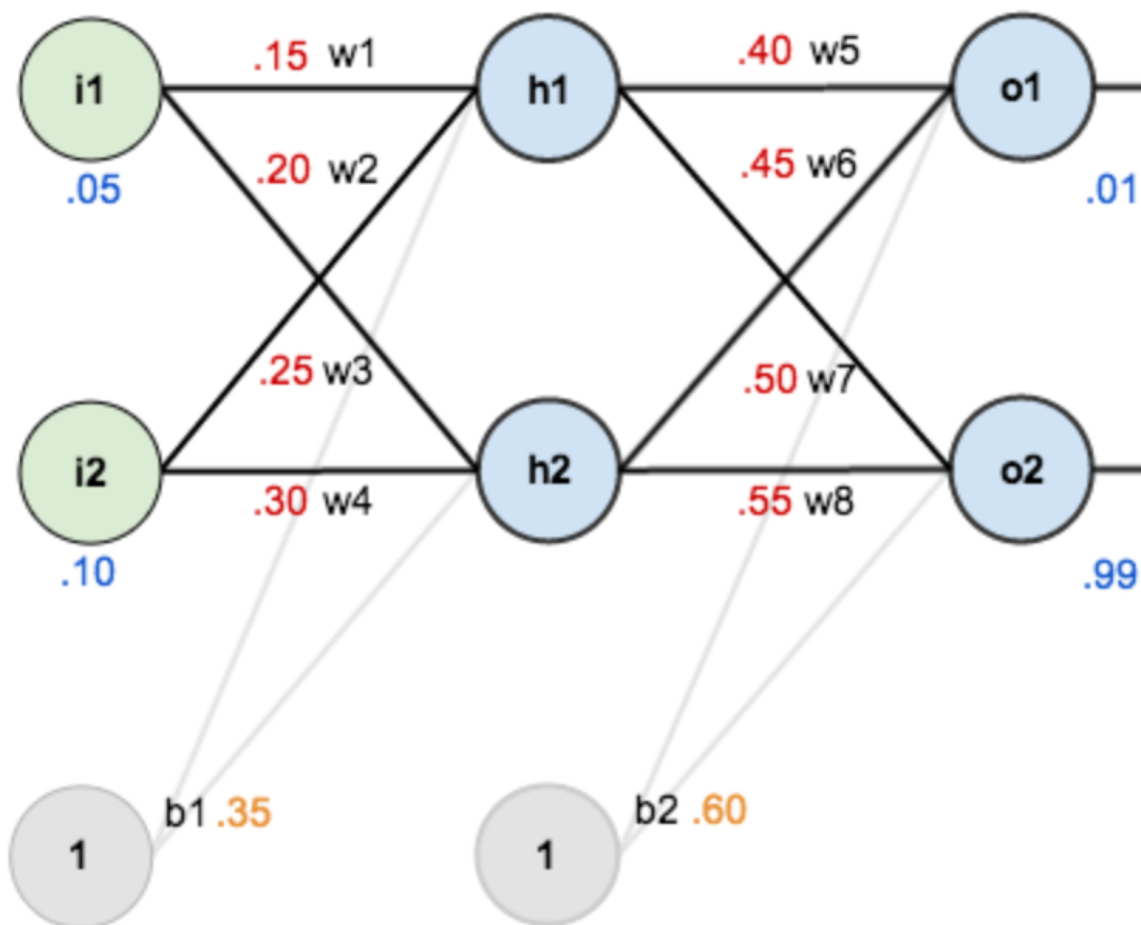 .15 w1
.40 w5
i1
h1
o1
.20 w2
.45 w6
.05
.01
.25 w3
.50 w7
i2
h2
o2
.30 w4
.55 w8
.10
.99
b1 .35
b2 .60
1
1